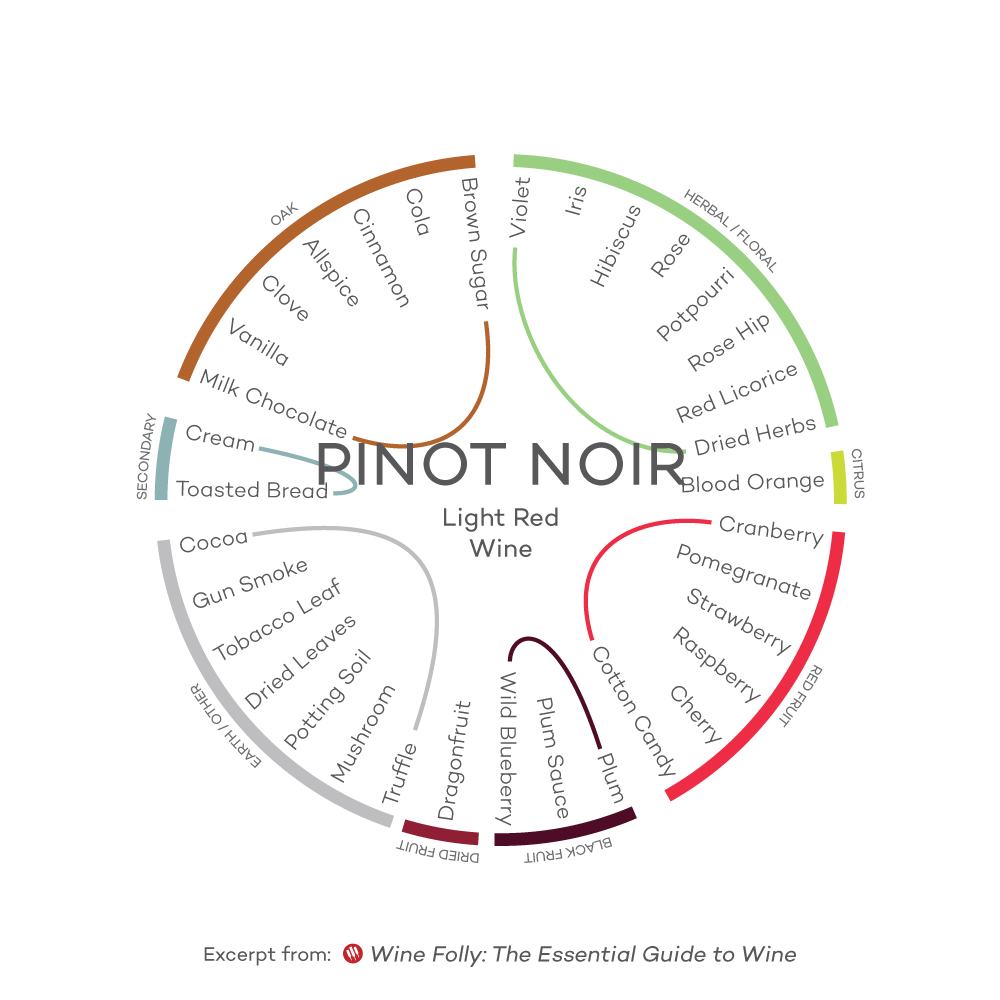 PINOT NOIR
Light Red
Wine
HERBAL / FLORAL
Violet
Iris
Hibiscus
Rose
Potpourri
Rose Hip
Red Licorice
Dried Herbs
CITRUS
Blood Orange
RED FRUIT
Cranberry
Pomegranate
Strawberry
Raspberry
Cherry
Cotton Candy
BLACK FRUIT
Plum
Plum Sauce
Wild Blueberry
DRIED FRUIT
Dragonfruit
EARTH / OTHER
Truffle
Mushroom
Potting Soil
Dried Leaves
Tobacco Leaf
Gun Smoke
Cocoa
SECONDARY
Toasted Bread
Cream
OAK
Milk Chocolate
Vanilla
Clove
Allspice
Cinnamon
Cola
Brown Sugar
Excerpt from: Wine Folly: The Essential Guide to Wine